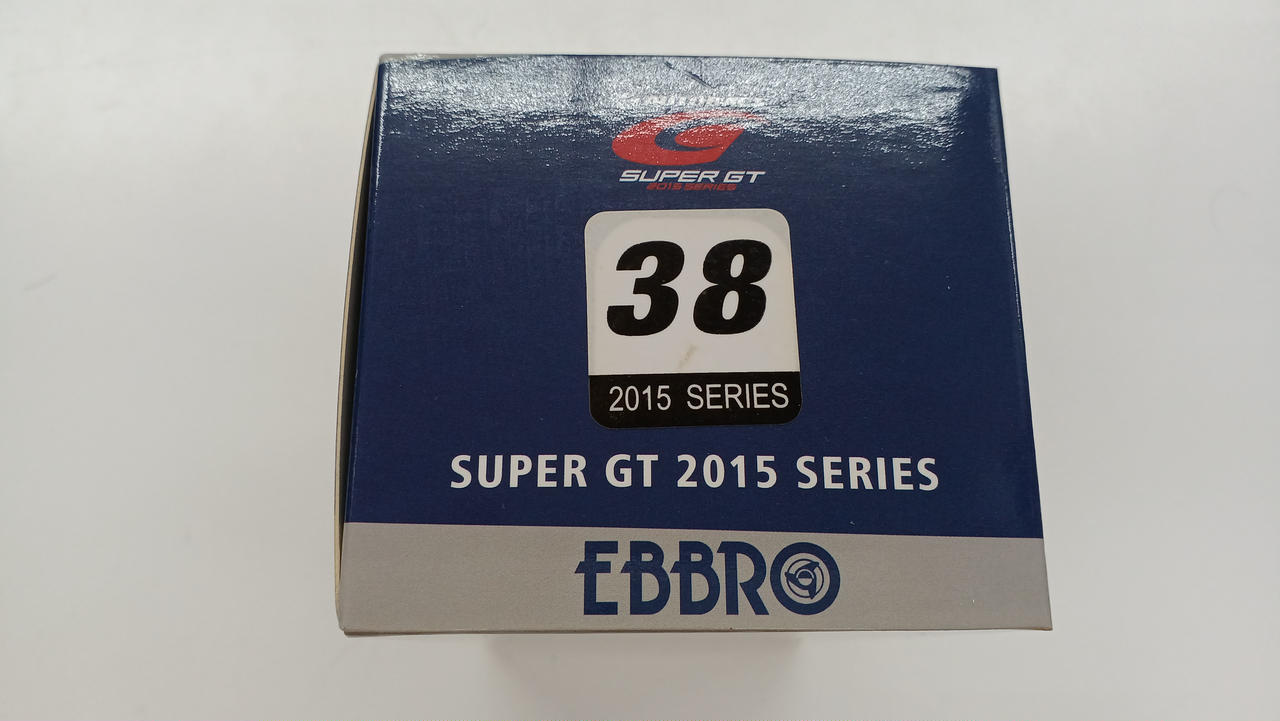 SUPER GT
2015 SERIES
38
2015 SERIES
SUPER GT 2015 SERIES
EBBRO